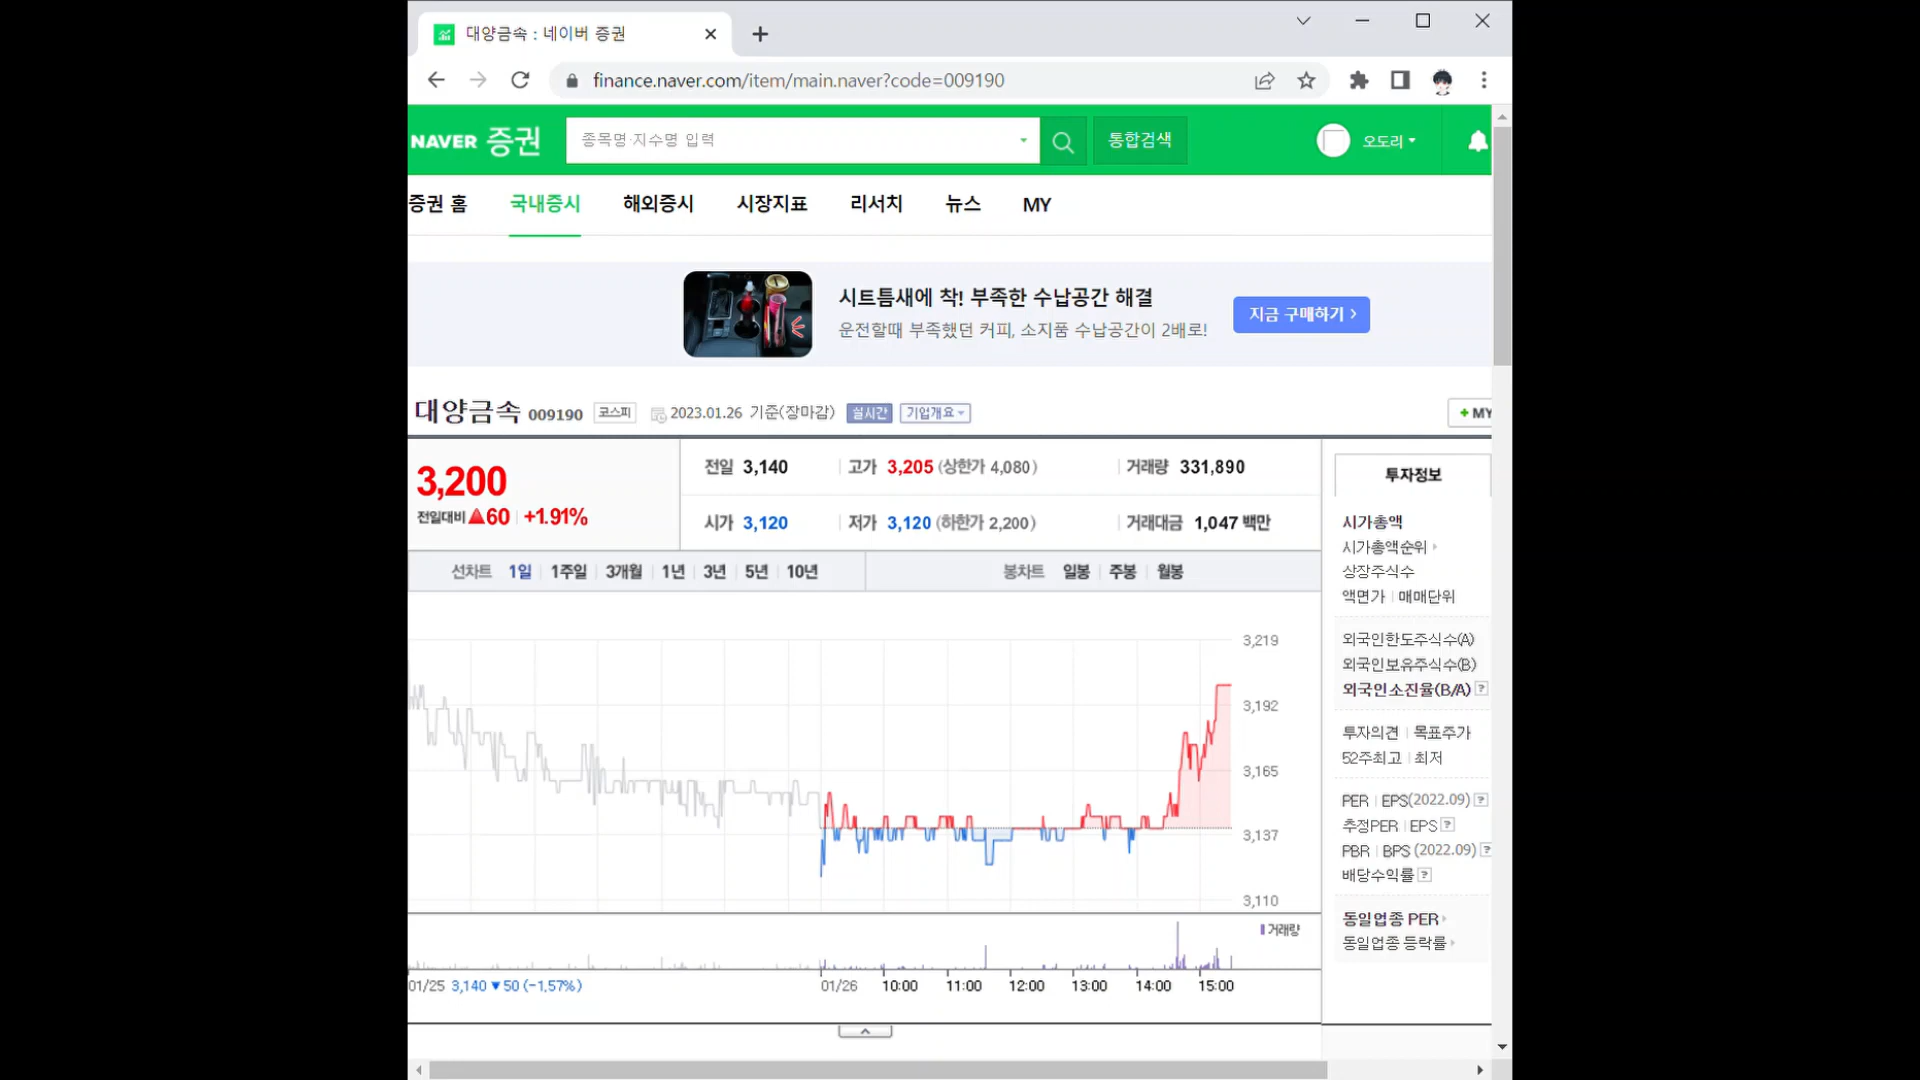 대양금속 : 네이버 증권
finance.naver.com/item/main.naver?code=009190
NAVER 증권 종목명·지수명 입력 통합검색 오도리
증권 홈 국내증시 해외증시 시장지표 리서치 뉴스 MY
시트틈새에 착! 부족한 수납공간 해결
운전할때 부족했던 커피, 소지품 수납공간이 2배로!
지금 구매하기 >
대양금속 009190 코스피 2023.01.26 기준(장마감) 실시간 기업개요 + MY
3,200
전일대비 ▲60 +1.91%
전일 3,140 고가 3,205 (상한가 4,080) 거래량 331,890
시가 3,120 저가 3,120 (하한가 2,200) 거래대금 1,047 백만
선차트 1일 1주일 3개월 1년 3년 5년 10년 봉차트 일봉 주봉 월봉
3,219
3,192
3,165
3,137
3,110
거래량
01/25 3,140 ▼50 (-1.57%) 01/26 10:00 11:00 12:00 13:00 14:00 15:00
투자정보
시가총액
시가총액순위
상장주식수
액면가 매매단위
외국인한도주식수(A)
외국인보유주식수(B)
외국인소진율(B/A) ?
투자의견 목표주가
52주최고 최저
PER EPS(2022.09) ?
추정PER EPS ?
PBR BPS (2022.09) ?
배당수익률 ?
동일업종 PER
동일업종 등락률